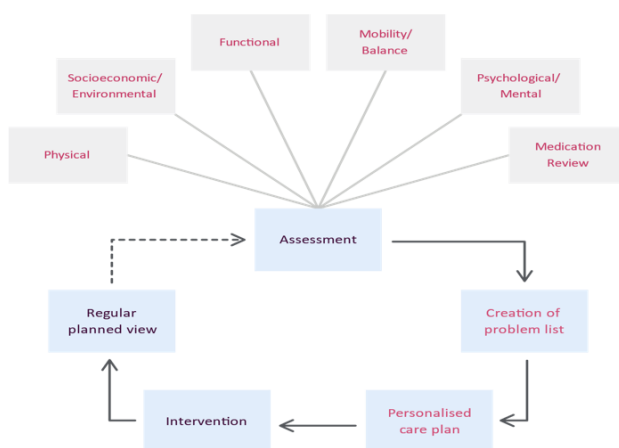 Mobility/
Balance
Functional
Socioeconomic/
Environmental
Psychological/
Mental
Physical
Medication
Review
Assessment
Regular
planned view
Creation of
problem list
Intervention
Personalised
care plan